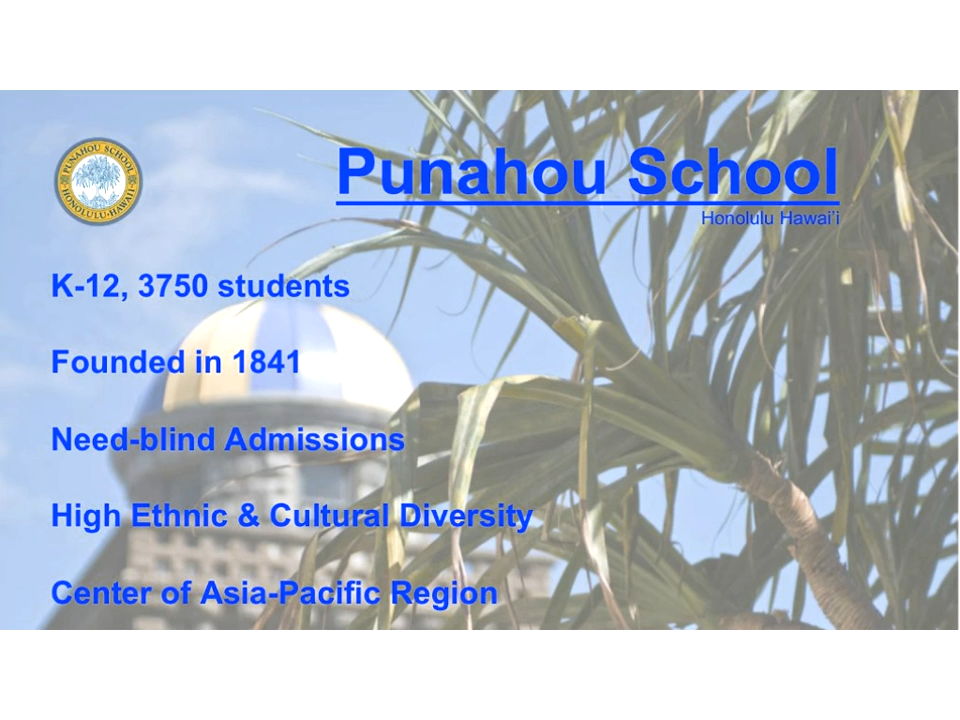 PUNAHOU SCHOOL
HONOLULU · HAWAI'I
Punahou School
Honolulu Hawai'i
K-12, 3750 students
Founded in 1841
Need-blind Admissions
High Ethnic & Cultural Diversity
Center of Asia-Pacific Region